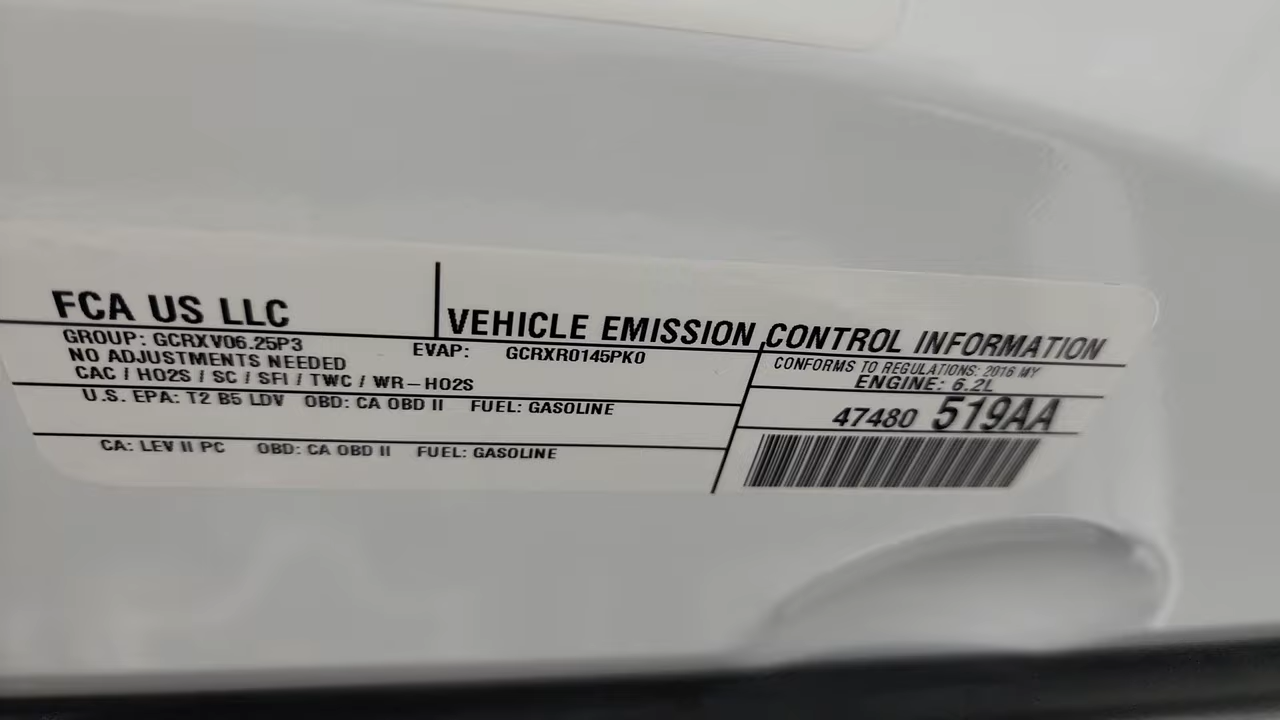 FCA US LLC
VEHICLE EMISSION CONTROL INFORMATION
GROUP: GCRXV06.25P3
EVAP: GCRXR0145PK0
NO ADJUSTMENTS NEEDED
CAC / HO2S / SC / SFI / TWC / WR-HO2S
CONFORMS TO REGULATIONS: 2016 MY
ENGINE: 6.2L
U.S. EPA: T2 B5 LDV OBD: CA OBD II FUEL: GASOLINE
47480 519AA
CA: LEV II PC OBD: CA OBD II FUEL: GASOLINE